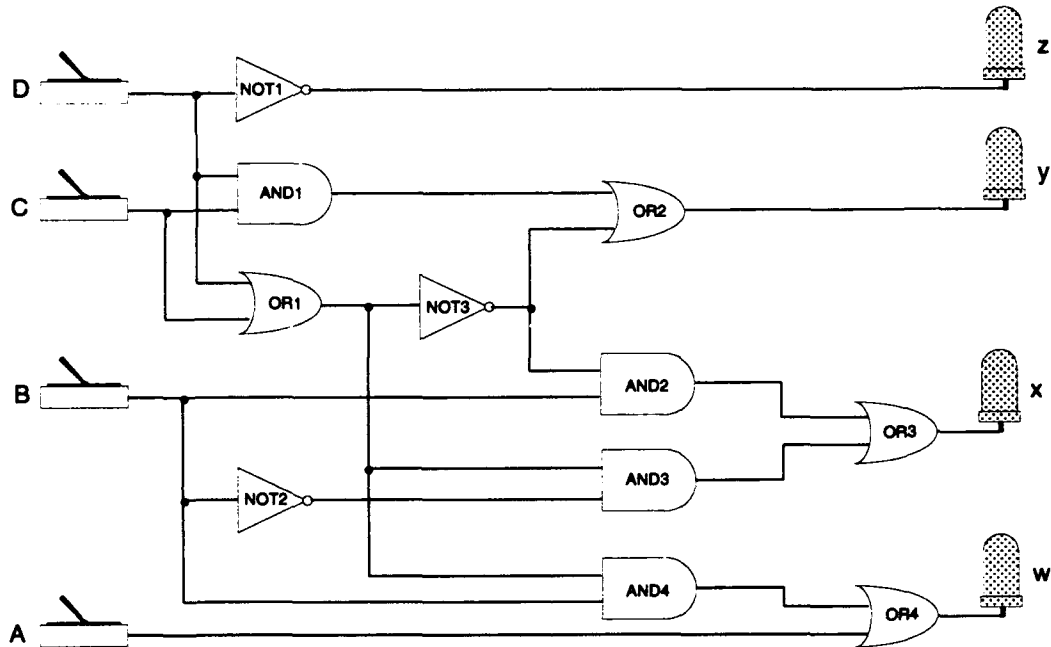 z
D
NOT1
y
AND1
C
OR2
OR1
NOT3
x
B
AND2
OR3
AND3
NOT2
w
AND4
A
OR4